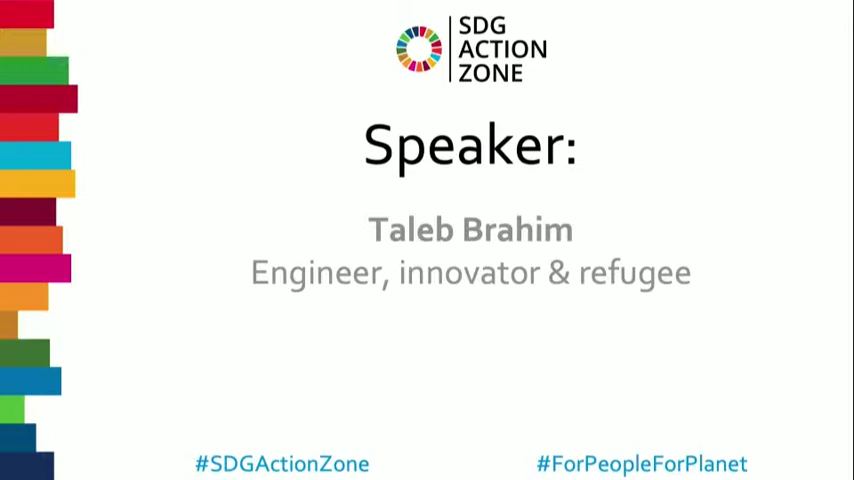 SDG
ACTION
ZONE
Speaker:
Taleb Brahim
Engineer, innovator & refugee
#SDGActionZone
#ForPeopleForPlanet